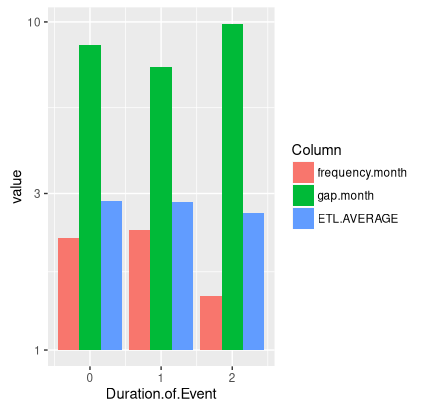 10
3
1
value
0 1 2
Duration.of.Event
Column
frequency.month
gap.month
ETL.AVERAGE